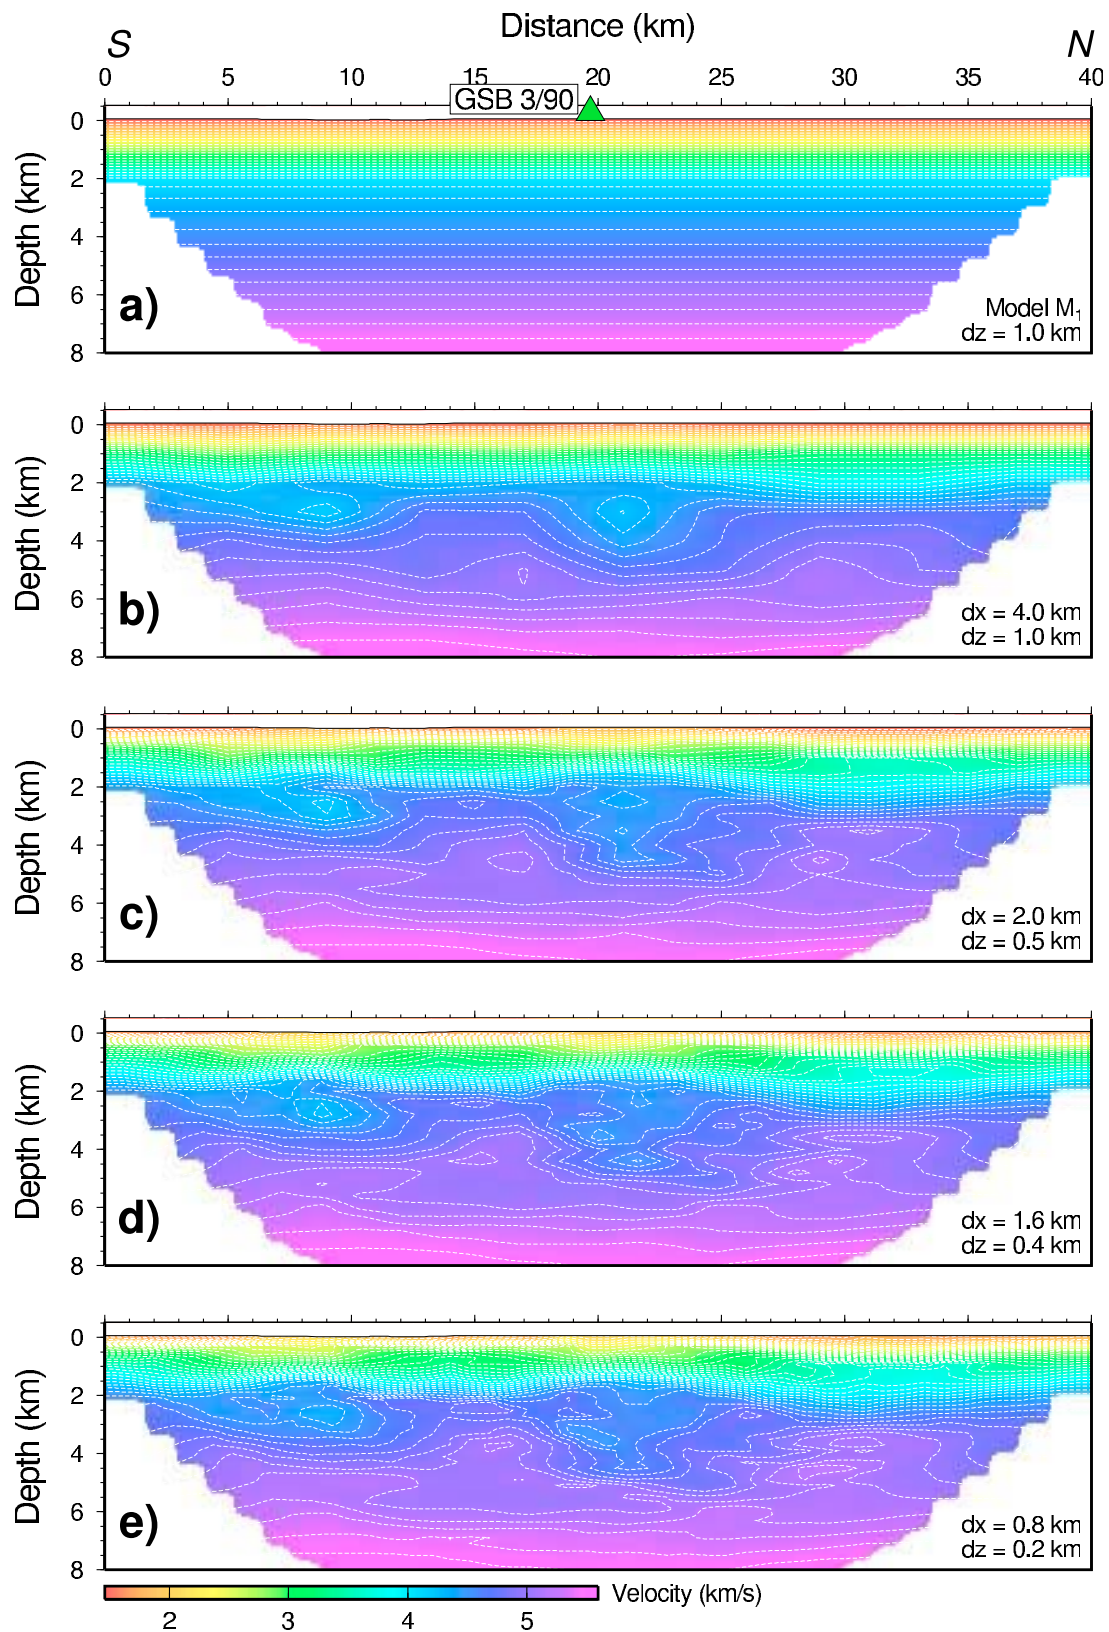 Distance (km)
S N
0 5 10 15 20 25 30 35 40
GSB 3/90
0
2
4
6
8
Depth (km)
a)
Model M1
dz = 1.0 km
0
2
4
6
8
Depth (km)
b)
dx = 4.0 km
dz = 1.0 km
0
2
4
6
8
Depth (km)
c)
dx = 2.0 km
dz = 0.5 km
0
2
4
6
8
Depth (km)
d)
dx = 1.6 km
dz = 0.4 km
0
2
4
6
8
Depth (km)
e)
dx = 0.8 km
dz = 0.2 km
Velocity (km/s)
2 3 4 5